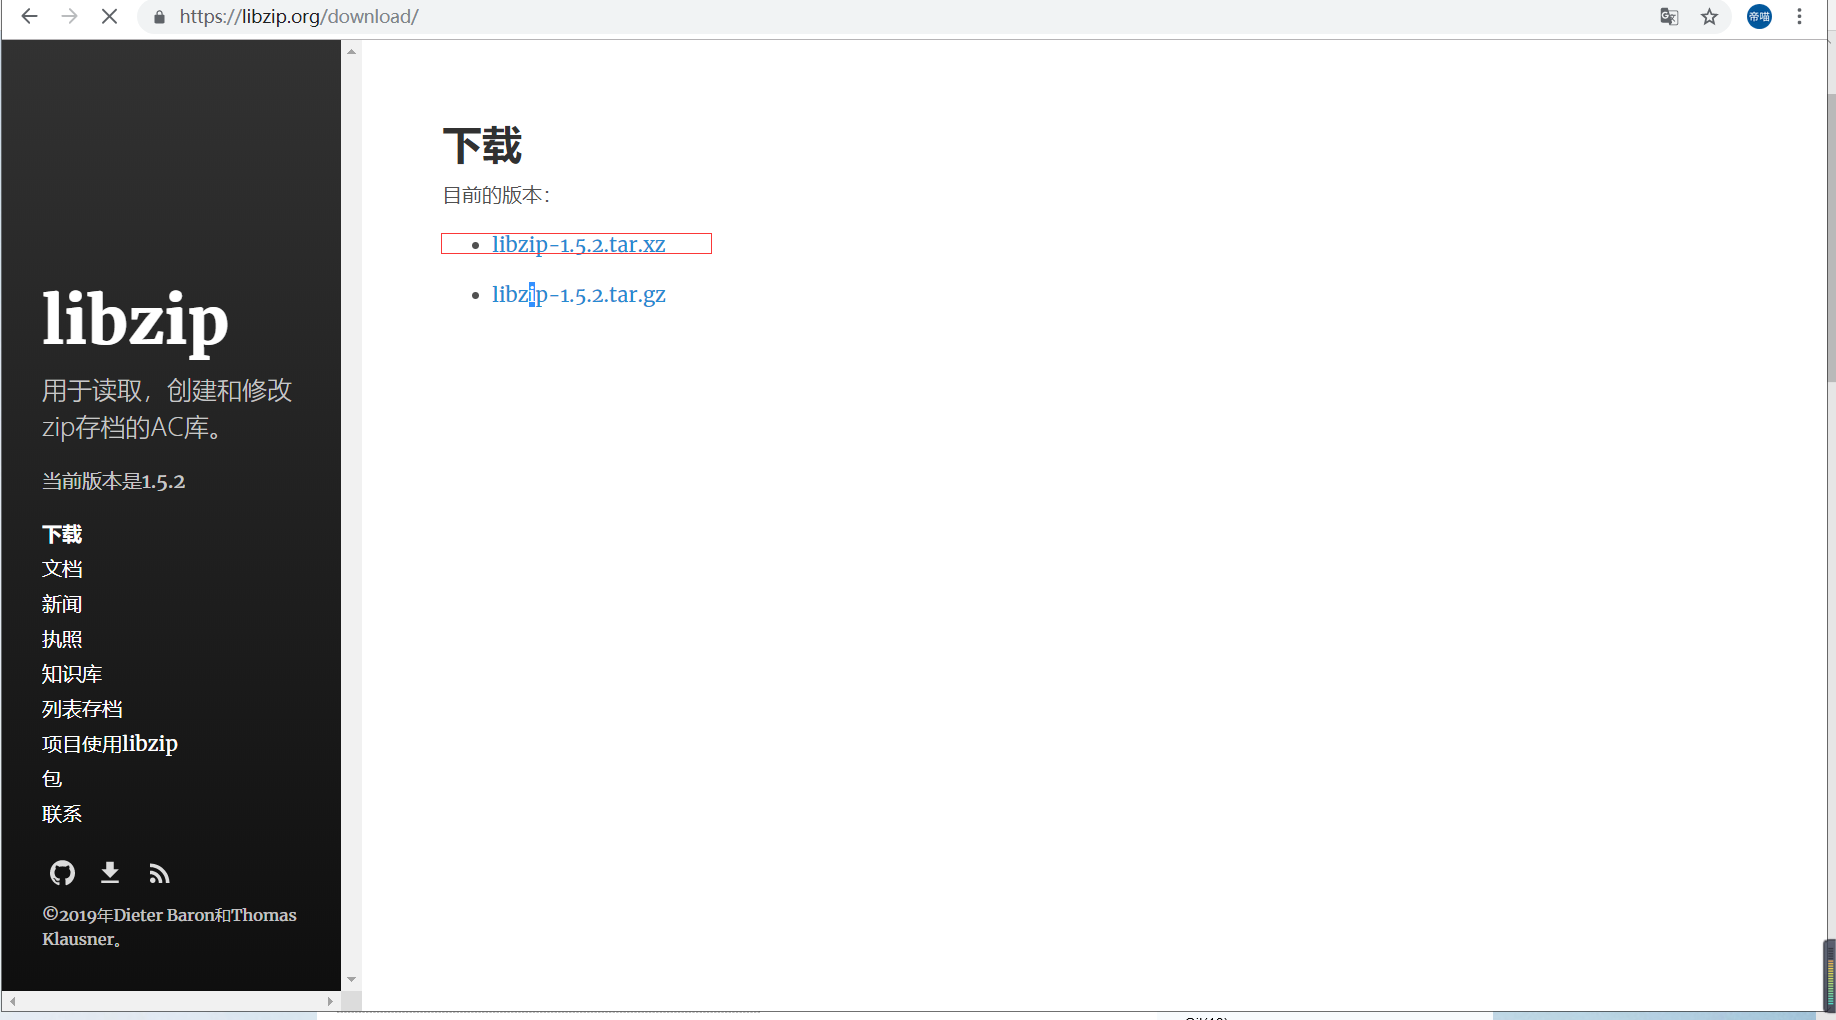 https://libzip.org/download/
帝喵
libzip
用于读取，创建和修改
zip存档的AC库。
当前版本是1.5.2
下载
文档
新闻
执照
知识库
列表存档
项目使用libzip
包
联系
©2019年Dieter Baron和Thomas
Klausner。
下载
目前的版本：
libzip-1.5.2.tar.xz
libzip-1.5.2.tar.gz